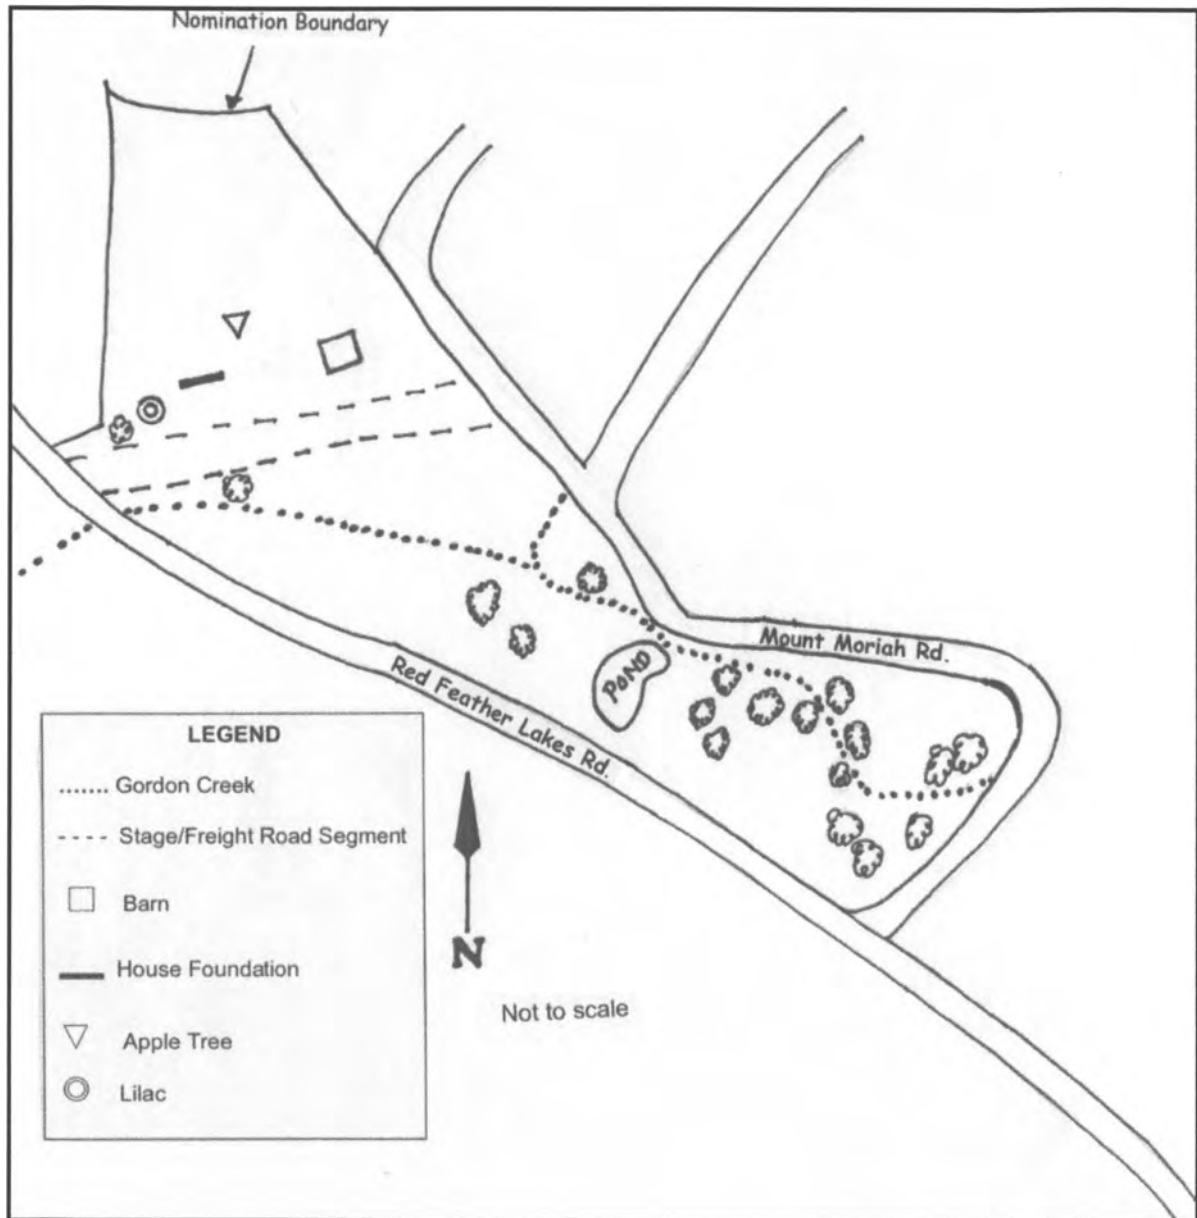 Nomination Boundary
Mount Moriah Rd.
POND
Red Feather Lakes Rd.
LEGEND
Gordon Creek
Stage/Freight Road Segment
Barn
House Foundation
Apple Tree
Lilac
N
Not to scale